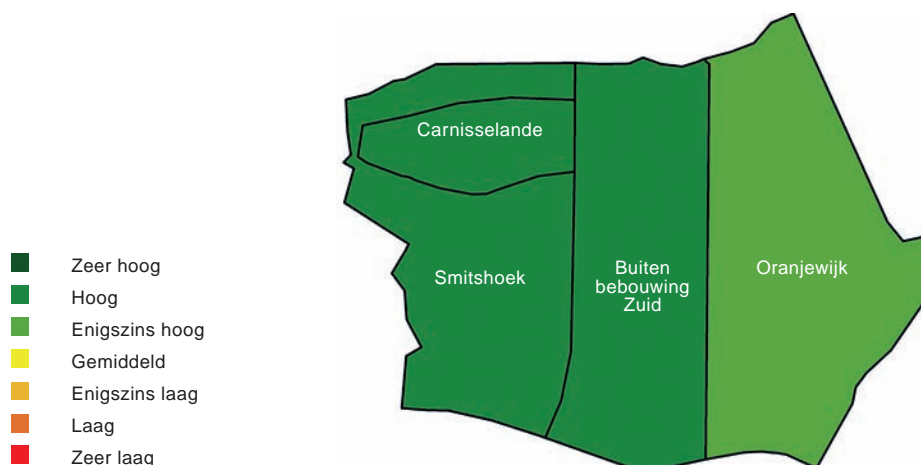 Carnisselande
Smitshoek
Buiten
bebouwing
Zuid
Oranjewijk
Zeer hoog
Hoog
Enigszins hoog
Gemiddeld
Enigszins laag
Laag
Zeer laag